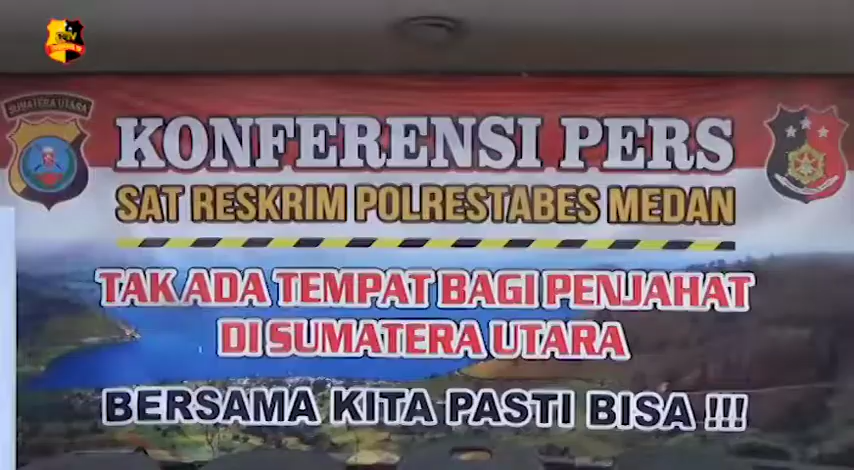 SUMATERA UTARA
KONFERENSI PERS
SAT RESKRIM POLRESTABES MEDAN
TAK ADA TEMPAT BAGI PENJAHAT
DI SUMATERA UTARA
BERSAMA KITA PASTI BISA !!!